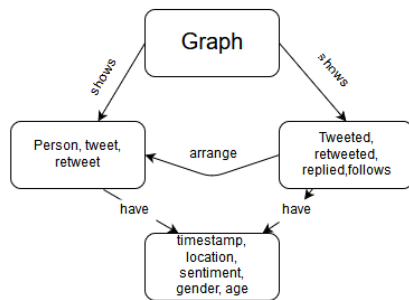 Graph
shows
shows
Person, tweet,
retweet
arrange
Tweeted,
retweeted,
replied,follows
have
have
timestamp,
location,
sentiment,
gender, age